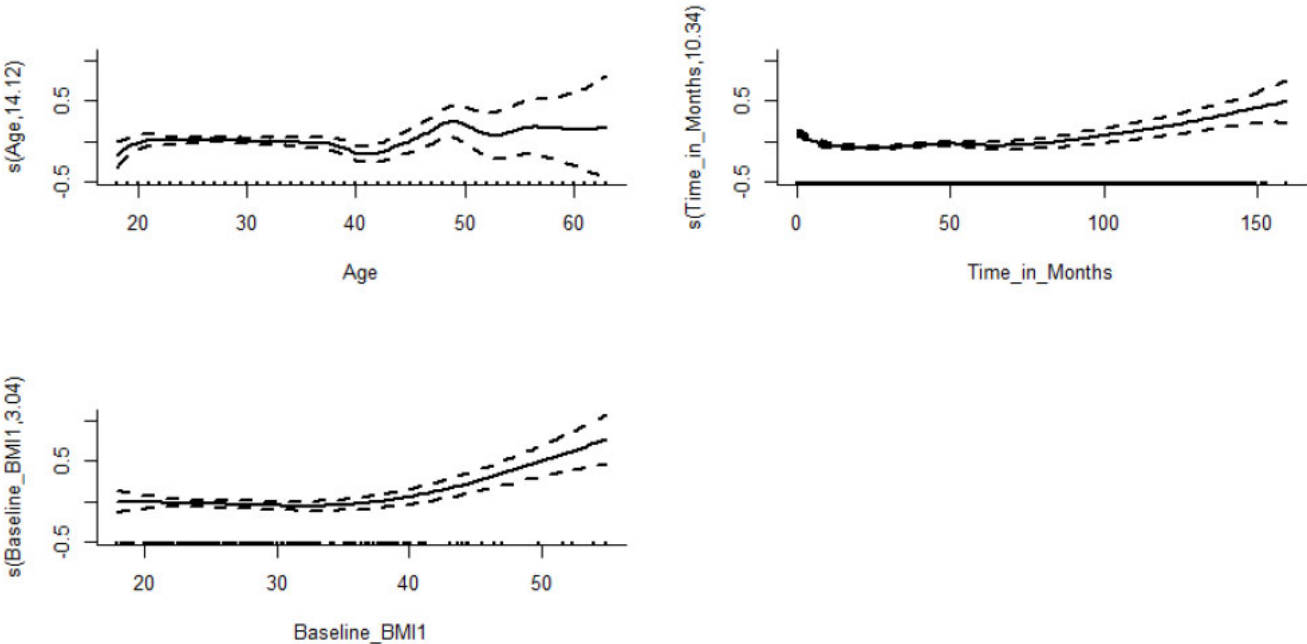 s(Age,14.12)
0.5
-0.5
20 30 40 50 60
Age
s(Time_in_Months,10.34)
0.5
-0.5
0 50 100 150
Time_in_Months
s(Baseline_BMI1,3.04)
0.5
-0.5
20 30 40 50
Baseline_BMI1